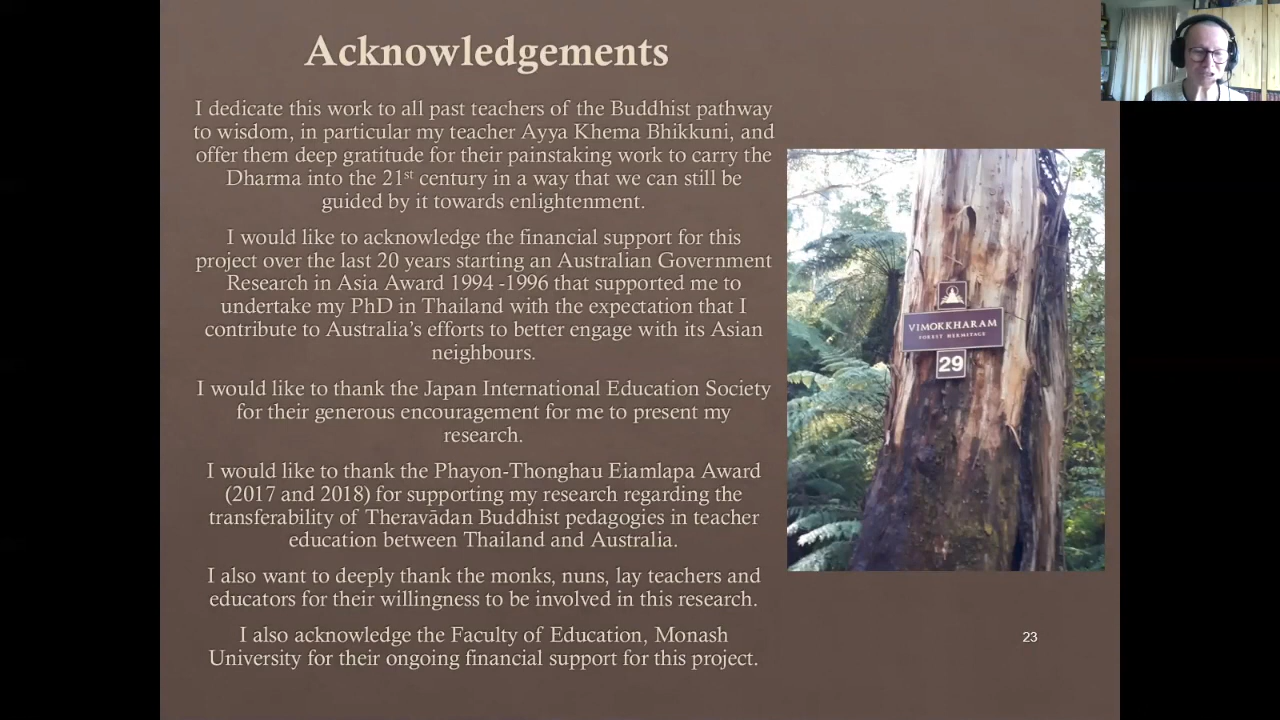 Acknowledgements
I dedicate this work to all past teachers of the Buddhist pathway
to wisdom, in particular my teacher Ayya Khema Bhikkuni, and
offer them deep gratitude for their painstaking work to carry the
Dharma into the 21st century in a way that we can still be
guided by it towards enlightenment.
I would like to acknowledge the financial support for this
project over the last 20 years starting an Australian Government
Research in Asia Award 1994 -1996 that supported me to
undertake my PhD in Thailand with the expectation that I
contribute to Australia's efforts to better engage with its Asian
neighbours.
I would like to thank the Japan International Education Society
for their generous encouragement for me to present my
research.
I would like to thank the Phayon-Thonghau Eiamlapa Award
(2017 and 2018) for supporting my research regarding the
transferability of Theravādan Buddhist pedagogies in teacher
education between Thailand and Australia.
I also want to deeply thank the monks, nuns, lay teachers and
educators for their willingness to be involved in this research.
I also acknowledge the Faculty of Education, Monash
University for their ongoing financial support for this project.
VIMOKKHARAM
FOREST HERMITAGE
29
23